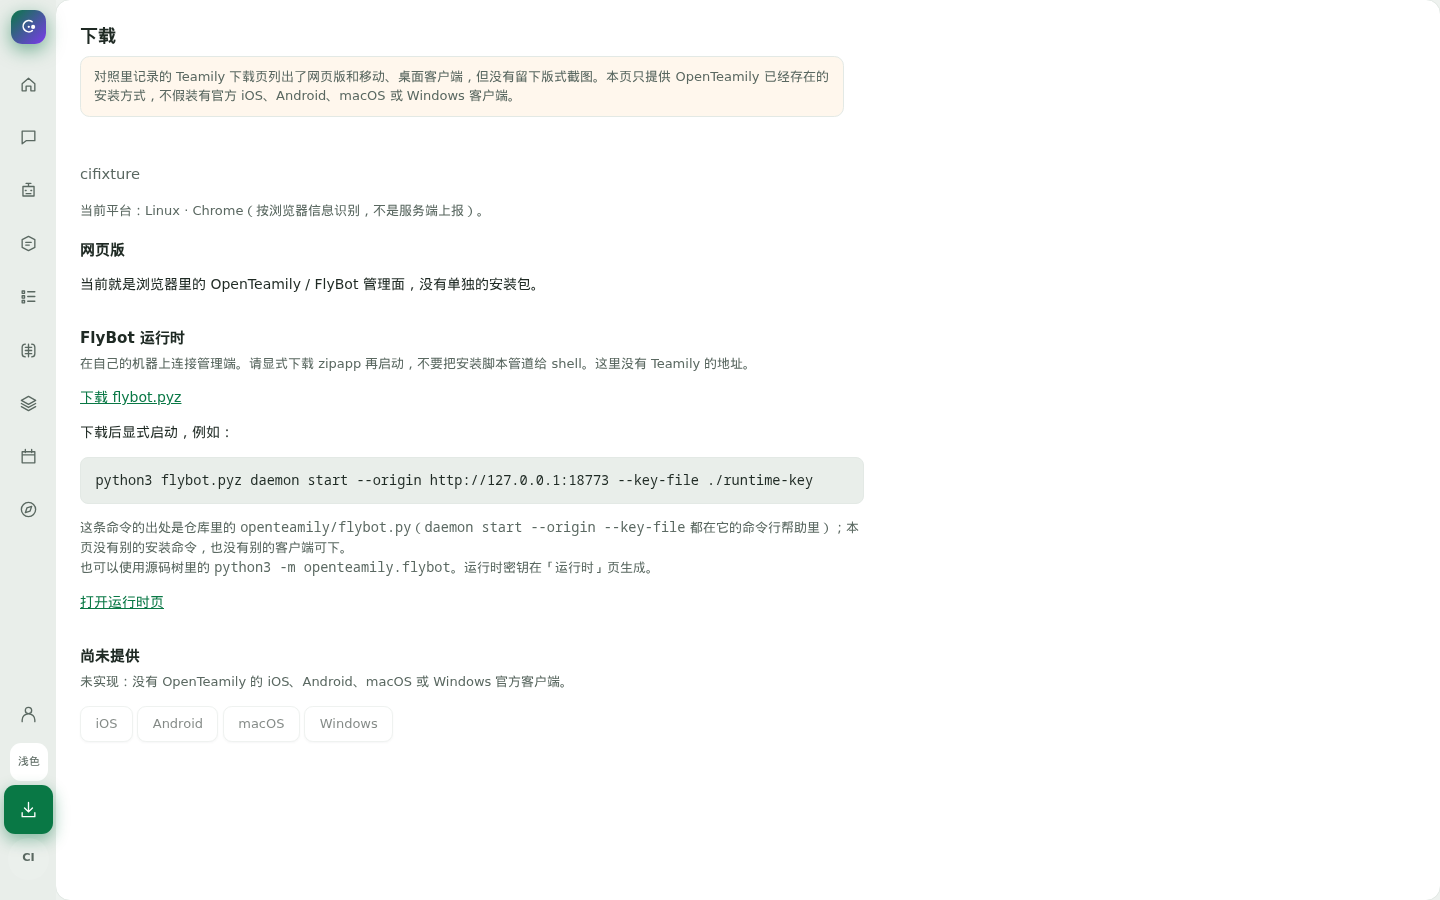 下载
对照里记录的 Teamily 下载页列出了网页版和移动、桌面客户端，但没有留下版式截图。本页只提供 OpenTeamily 已经存在的
安装方式，不假装有官方 iOS、Android、macOS 或 Windows 客户端。
cifixture
当前平台：Linux · Chrome（按浏览器信息识别，不是服务端上报）。
网页版
当前就是浏览器里的 OpenTeamily / FlyBot 管理面，没有单独的安装包。
FlyBot 运行时
在自己的机器上连接管理端。请显式下载 zipapp 再启动，不要把安装脚本管道给 shell。这里没有 Teamily 的地址。
下载 flybot.pyz
下载后显式启动，例如：
python3 flybot.pyz daemon start --origin http://127.0.0.1:18773 --key-file ./runtime-key
这条命令的出处是仓库里的 openteamily/flybot.py（daemon start --origin --key-file 都在它的命令行帮助里）；本
页没有别的安装命令，也没有别的客户端可下。
也可以使用源码树里的 python3 -m openteamily.flybot。运行时密钥在「运行时」页生成。
打开运行时页
尚未提供
未实现：没有 OpenTeamily 的 iOS、Android、macOS 或 Windows 官方客户端。
iOS Android macOS Windows
浅色
CI